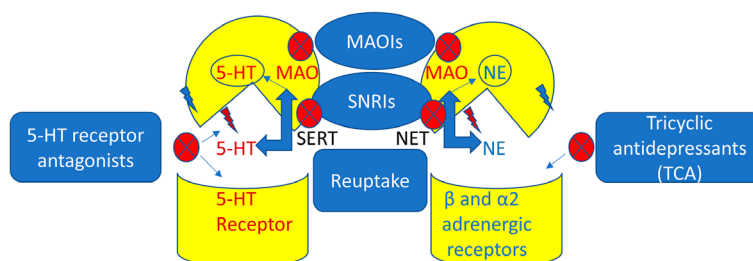 MAOIs
5-HT
MAO
MAO
NE
SNRIs
5-HT receptor
antagonists
5-HT
SERT
NET
NE
Tricyclic
antidepressants
(TCA)
Reuptake
5-HT
Receptor
β and α2
adrenergic
receptors